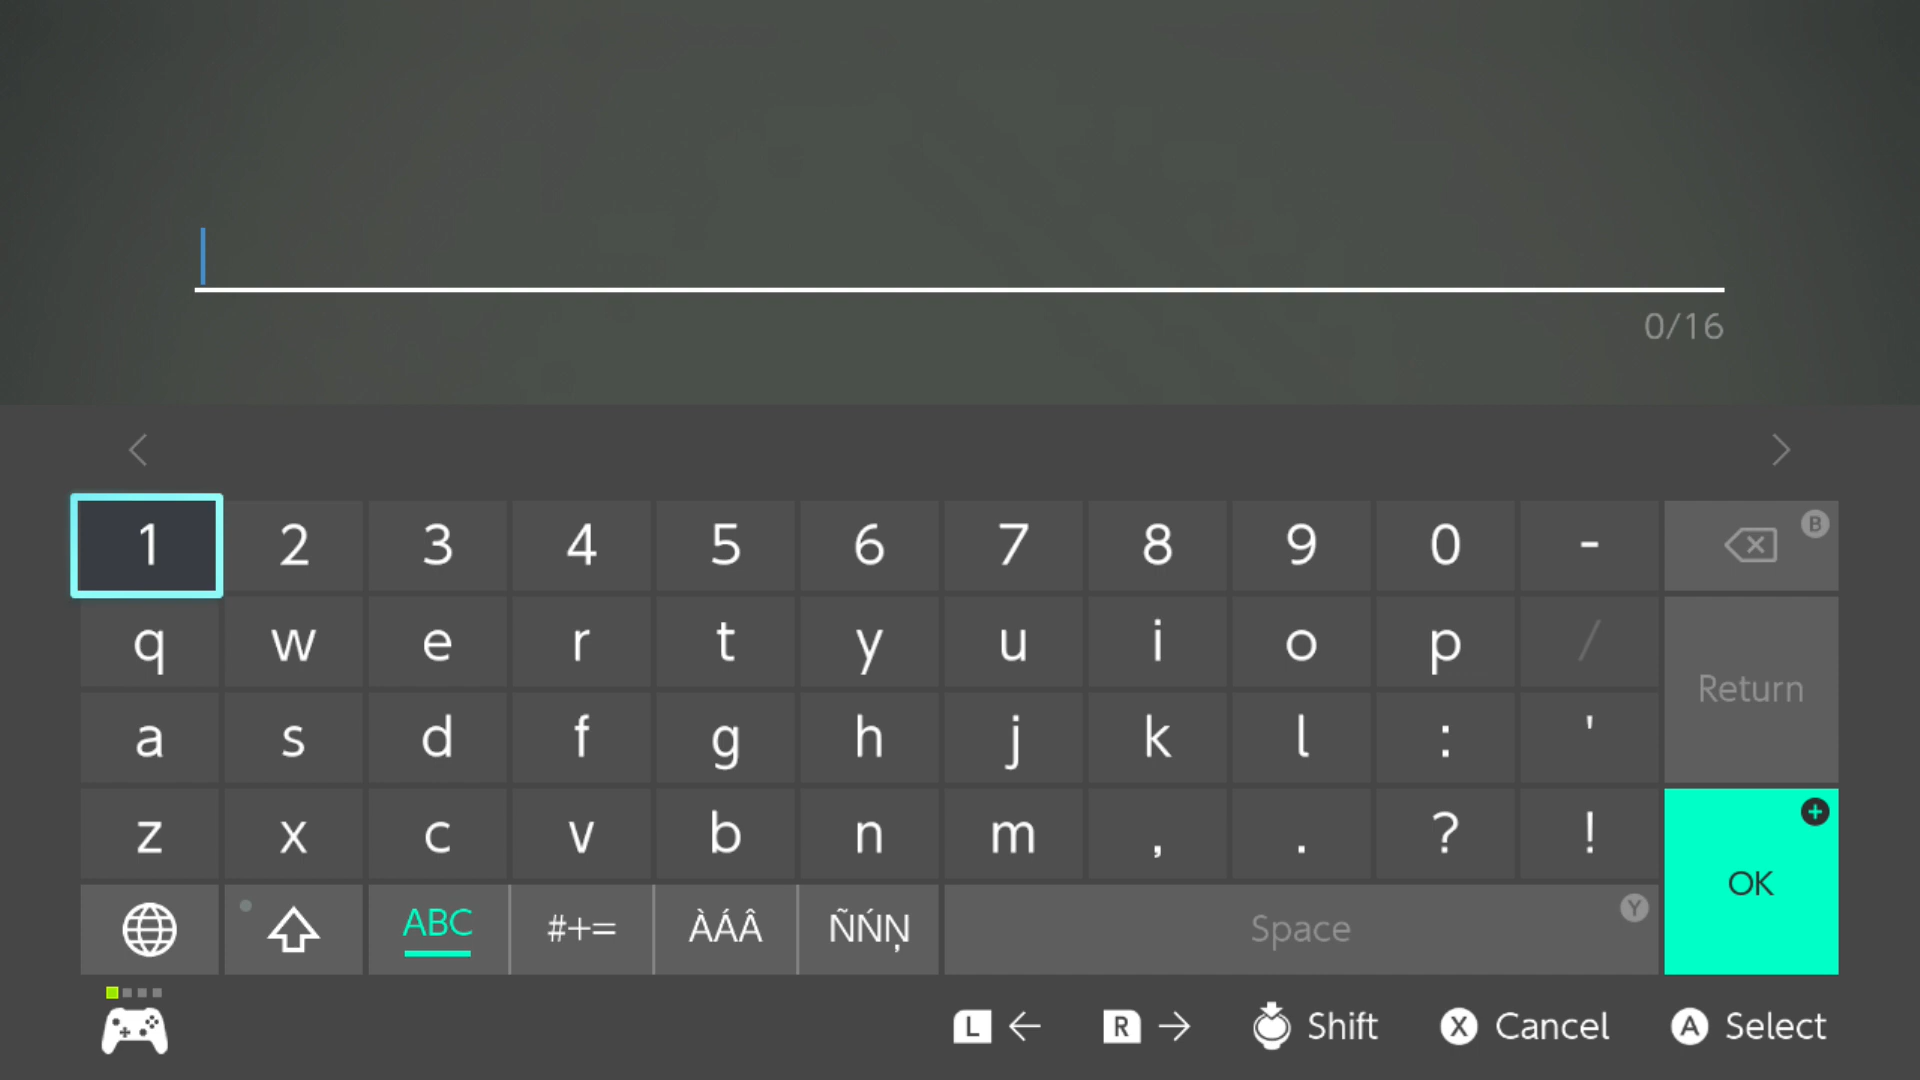 0/16
1 2 3 4 5 6 7 8 9 0 - B
q w e r t y u i o p / Return
a s d f g h j k l : '
z x c v b n m , . ? ! + OK
ABC #+= ÀÁÂ ÑŃŅ Space Y
L ← R → Shift X Cancel A Select